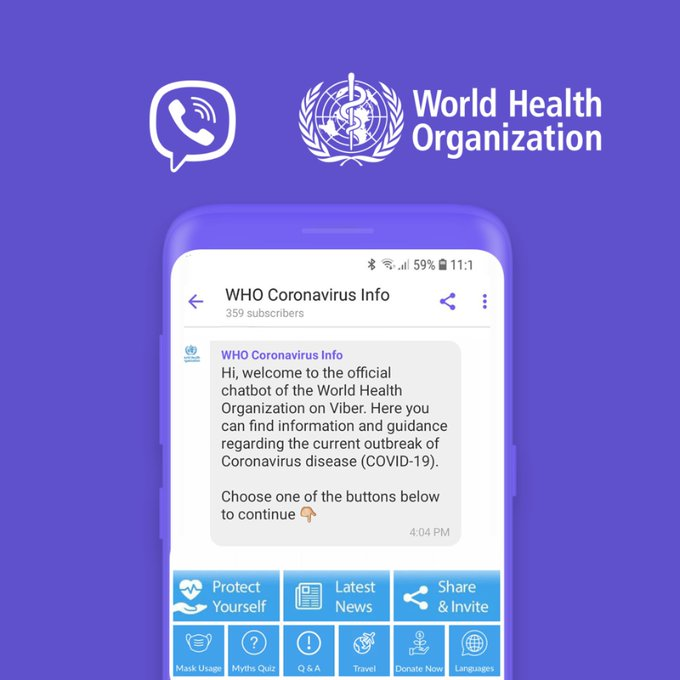 World Health
Organization
59% 11:1
WHO Coronavirus Info
359 subscribers
WHO Coronavirus Info
Hi, welcome to the official
chatbot of the World Health
Organization on Viber. Here you
can find information and guidance
regarding the current outbreak of
Coronavirus disease (COVID-19).
Choose one of the buttons below
to continue 👇🏼
4:04 PM
Protect
Yourself
Latest
News
Share
& Invite
Mask Usage
Myths Quiz
Q & A
Travel
Donate Now
Languages